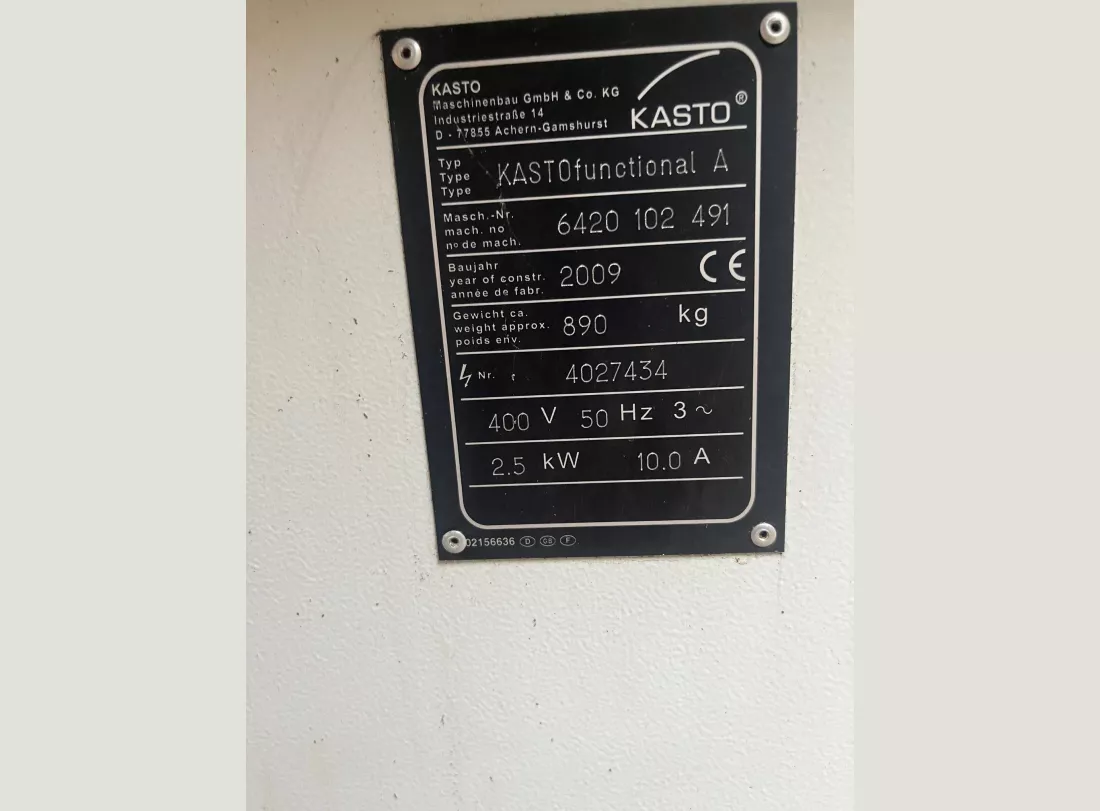 KASTO
Maschinenbau GmbH & Co. KG
Industriestraße 14
D - 77855 Achern-Gamshurst
KASTO®
Typ
Type
Type
KASTOfunctional A
Masch.-Nr.
mach. no
nº de mach.
6420 102 491
Baujahr
year of constr.
année de fabr.
2009
CE
Gewicht ca.
weight approx.
poids env.
890 kg
Nr. 4027434
400 V 50 Hz 3 ~
2.5 kW 10.0 A
02156636 D GB F